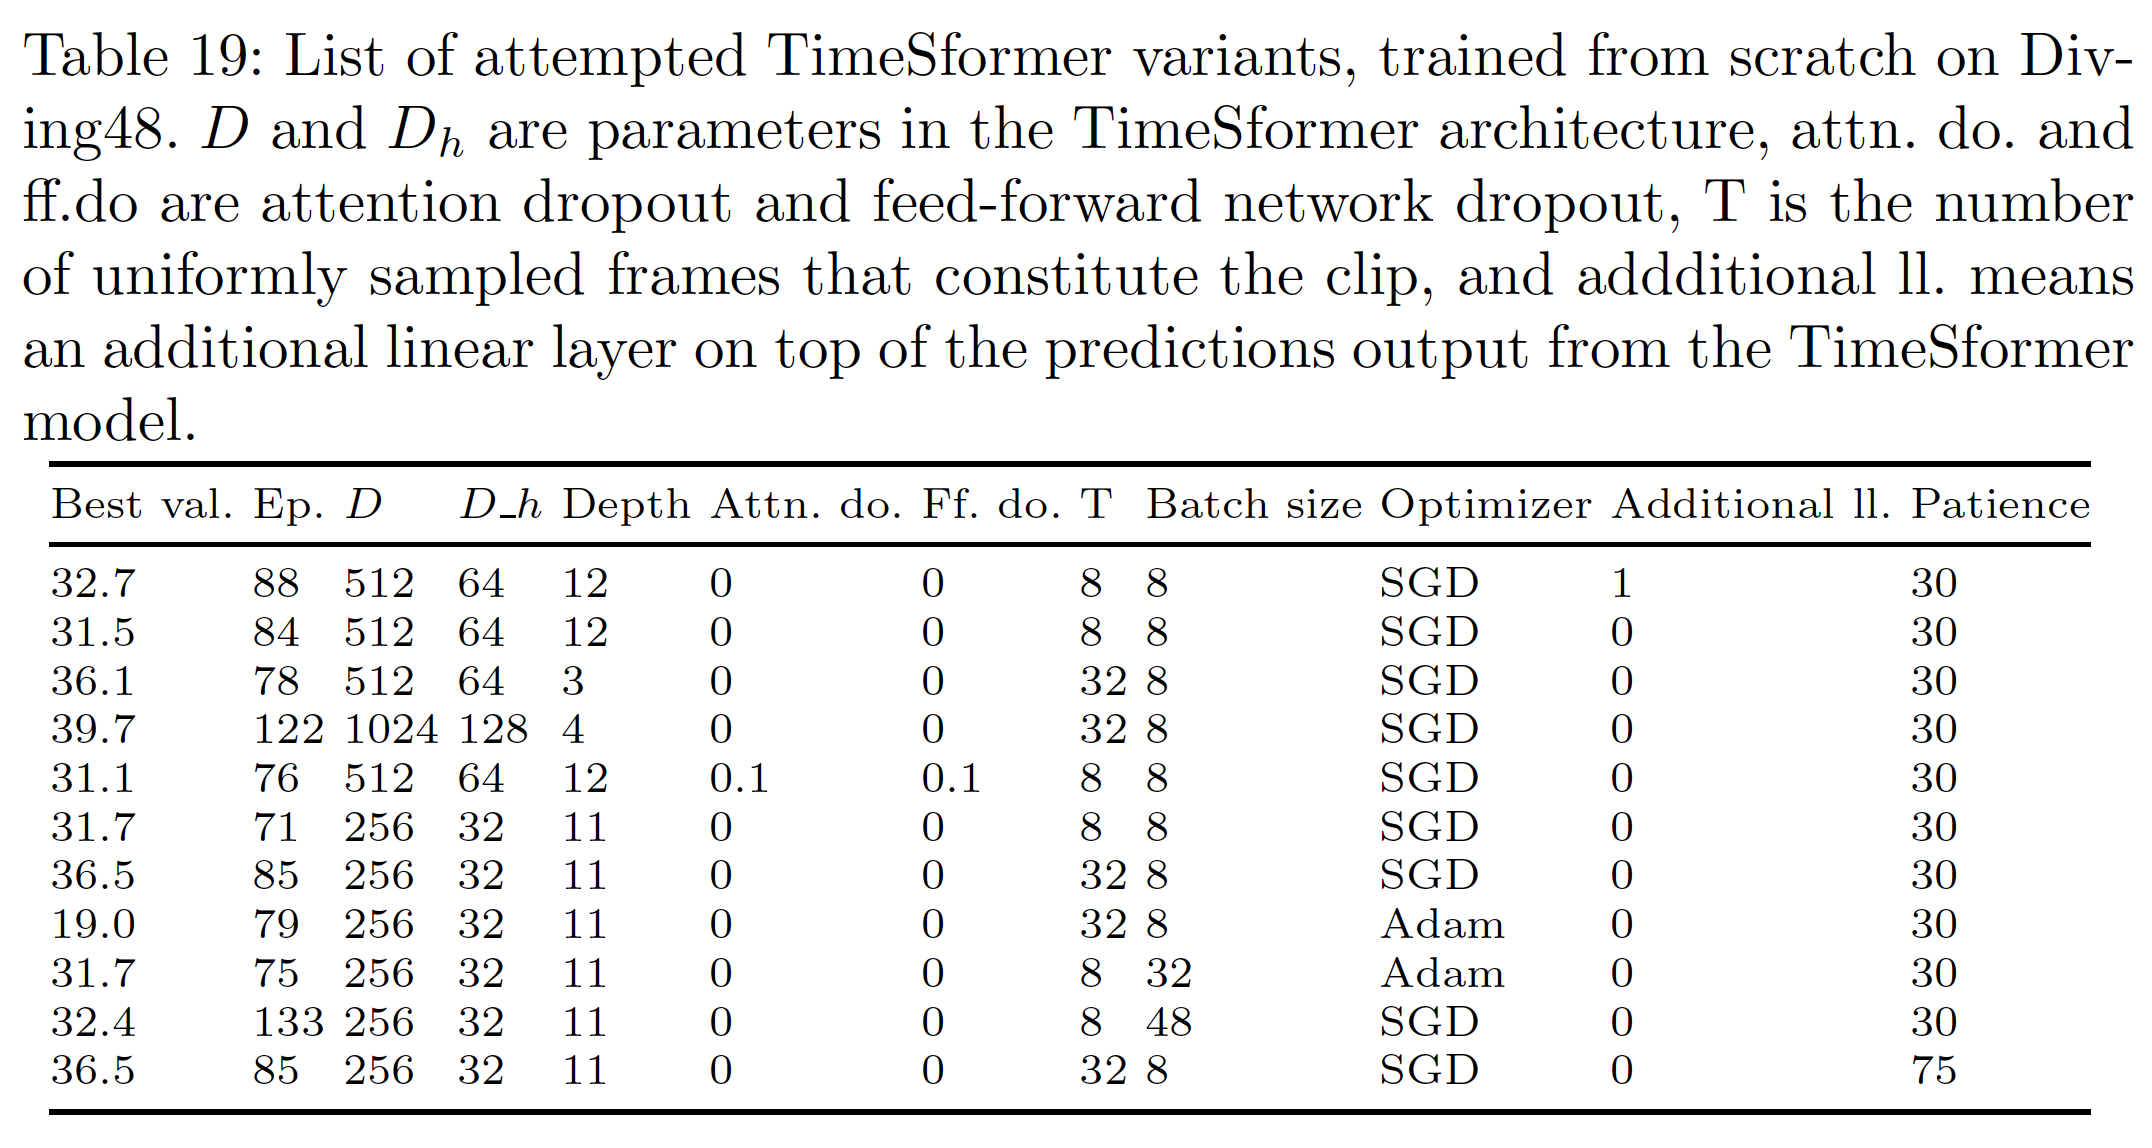 Table 19: List of attempted TimeSformer variants, trained from scratch on Div-
ing48. D and D_h are parameters in the TimeSformer architecture, attn. do. and
ff.do are attention dropout and feed-forward network dropout, T is the number
of uniformly sampled frames that constitute the clip, and addditional ll. means
an additional linear layer on top of the predictions output from the TimeSformer
model.
Best val. Ep. D D_h Depth Attn. do. Ff. do. T Batch size Optimizer Additional ll. Patience
32.7 88 512 64 12 0 0 8 8 SGD 1 30
31.5 84 512 64 12 0 0 8 8 SGD 0 30
36.1 78 512 64 3 0 0 32 8 SGD 0 30
39.7 122 1024 128 4 0 0 32 8 SGD 0 30
31.1 76 512 64 12 0.1 0.1 8 8 SGD 0 30
31.7 71 256 32 11 0 0 8 8 SGD 0 30
36.5 85 256 32 11 0 0 32 8 SGD 0 30
19.0 79 256 32 11 0 0 32 8 Adam 0 30
31.7 75 256 32 11 0 0 8 32 Adam 0 30
32.4 133 256 32 11 0 0 8 48 SGD 0 30
36.5 85 256 32 11 0 0 32 8 SGD 0 75